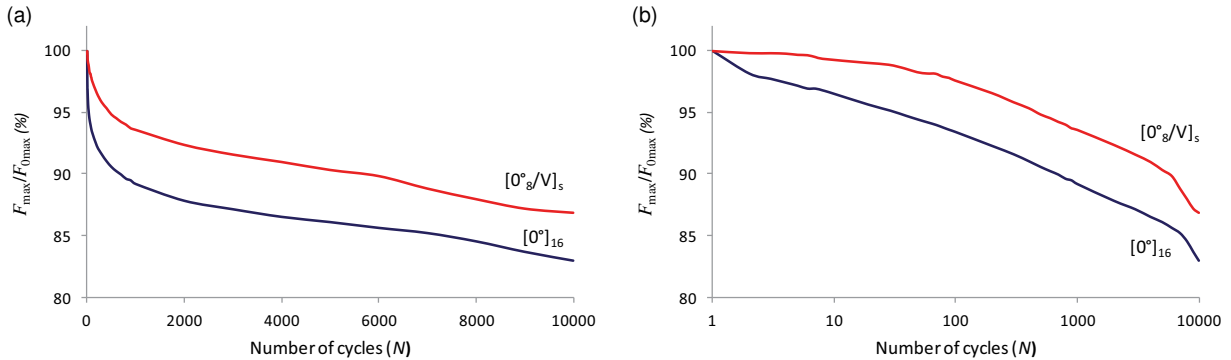 (a)
100
95
90
85
80
F_max/F_0max (%)
0
2000
4000
6000
8000
10000
Number of cycles (N)
[0°₈/V]ₛ
[0°]₁₆
(b)
100
95
90
85
80
F_max/F_0max (%)
1
10
100
1000
10000
Number of cycles (N)
[0°₈/V]ₛ
[0°]₁₆